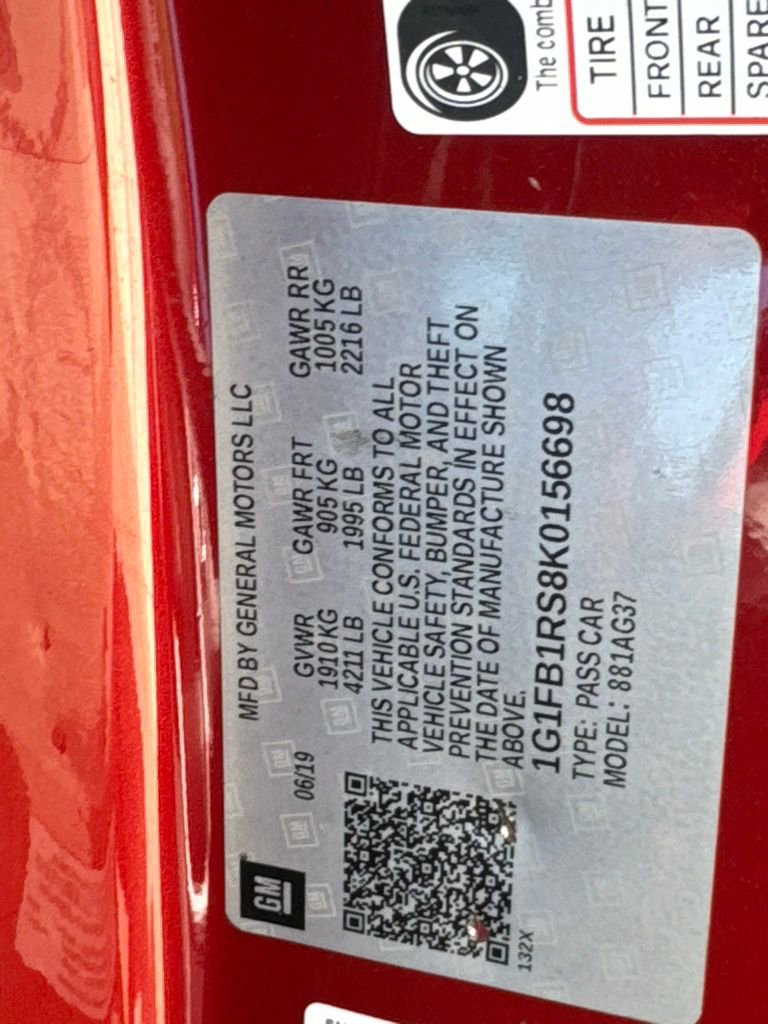 MFD BY GENERAL MOTORS LLC
GM
06/19
GVWR GAWR FRT GAWR RR
1910 KG 905 KG 1005 KG
4211 LB 1995 LB 2216 LB
THIS VEHICLE CONFORMS TO ALL
APPLICABLE U.S. FEDERAL MOTOR
VEHICLE SAFETY, BUMPER, AND THEFT
PREVENTION STANDARDS IN EFFECT ON
THE DATE OF MANUFACTURE SHOWN
ABOVE.
1G1FB1RS8K0156698
TYPE: PASS CAR
MODEL: 881AG37
132X
The comb
TIRE
FRONT
REAR
SPARE